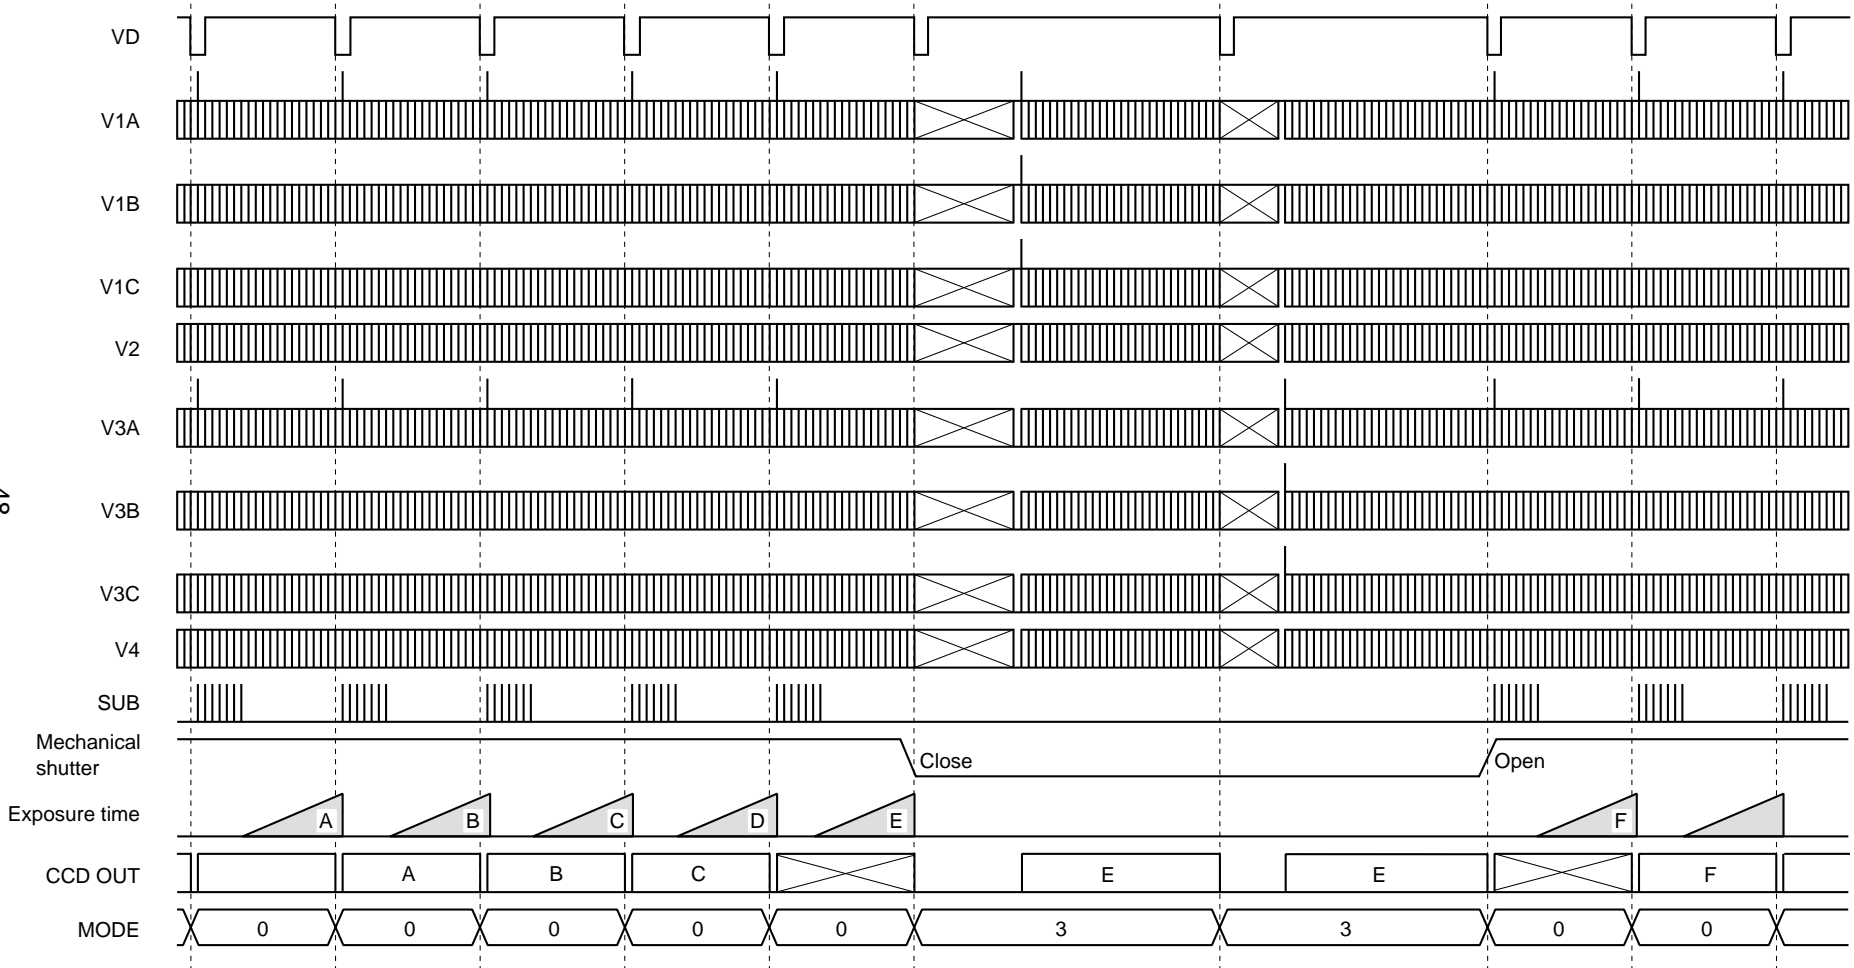 VD
V1A
V1B
V1C
V2
V3A
V3B
V3C
V4
SUB
Mechanical
shutter
Close
Open
Exposure time
A
B
C
D
E
F
CCD OUT
A
B
C
E
E
F
MODE
0
0
0
0
0
3
3
0
0